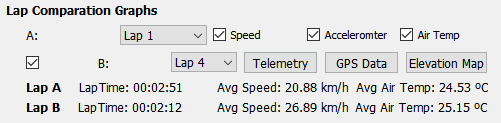 Lap Comparation Graphs
A: Lap 1 Speed Acceleromter Air Temp
B: Lap 4 Telemetry GPS Data Elevation Map
Lap A LapTime: 00:02:51 Avg Speed: 20.88 km/h Avg Air Temp: 24.53 ºC
Lap B LapTime: 00:02:12 Avg Speed: 26.89 km/h Avg Air Temp: 25.15 ºC